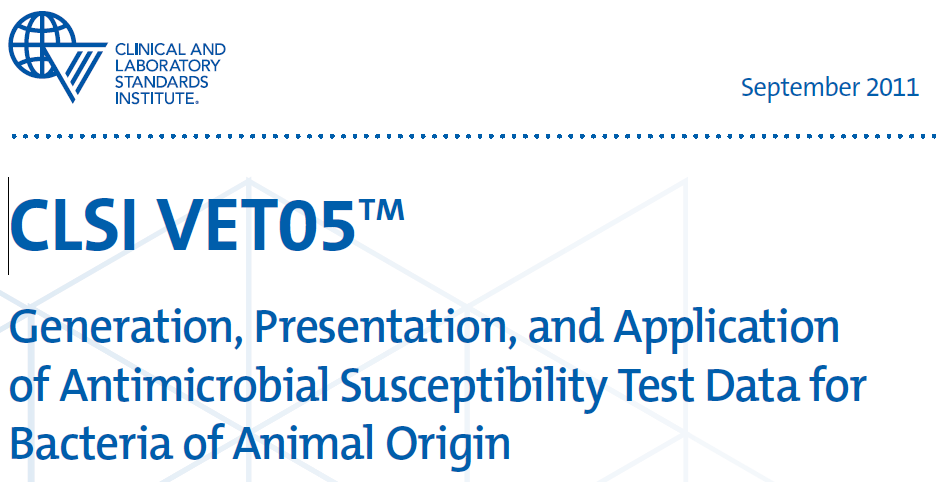 CLINICAL AND
LABORATORY
STANDARDS
INSTITUTE®
September 2011
CLSI VET05™
Generation, Presentation, and Application
of Antimicrobial Susceptibility Test Data for
Bacteria of Animal Origin